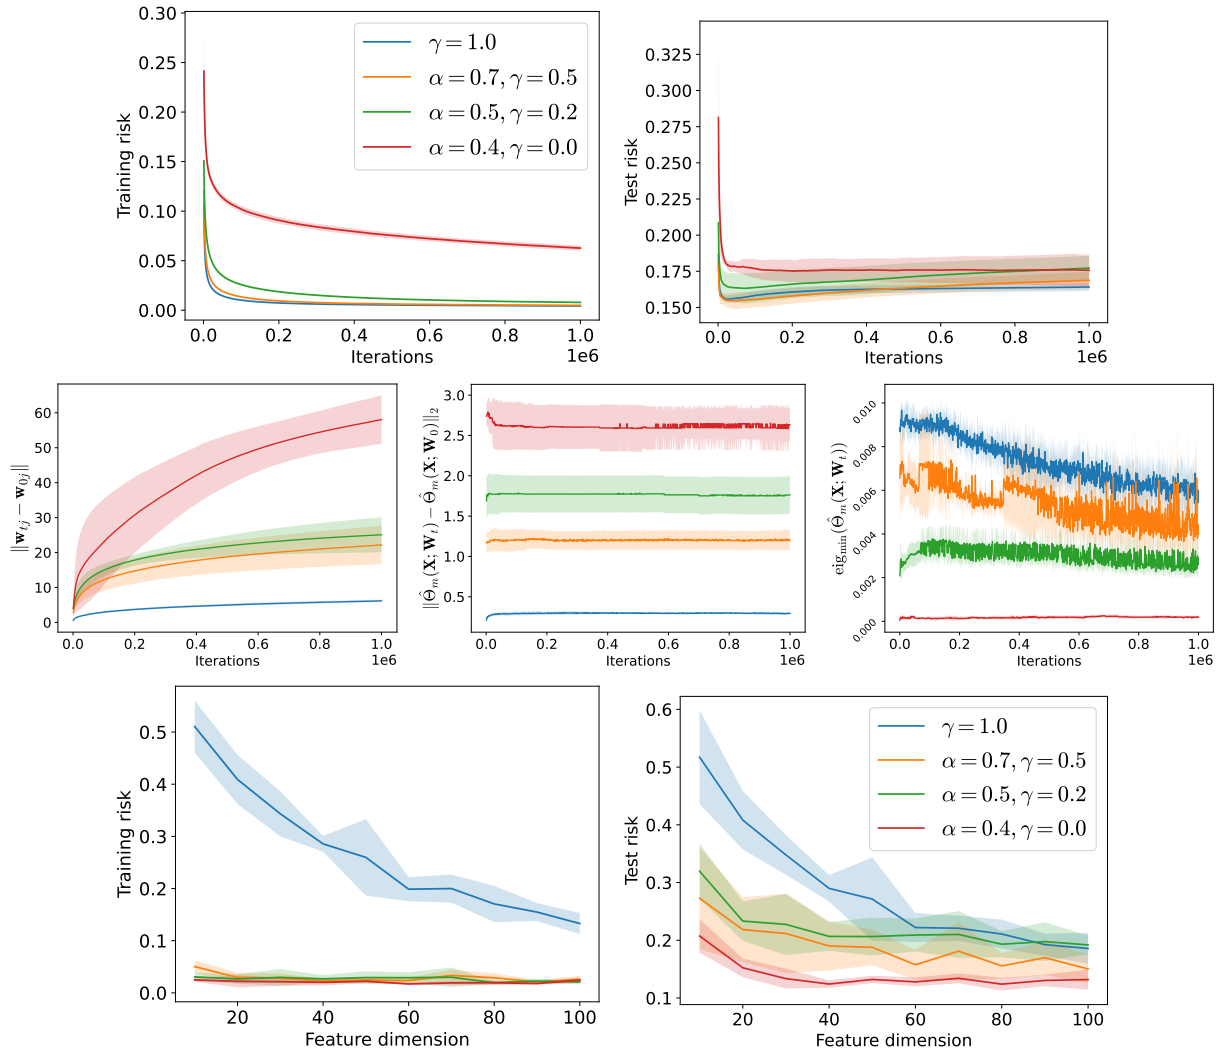 0.30
0.25
0.20
0.15
0.10
0.05
0.00
Training risk
γ = 1.0
α = 0.7, γ = 0.5
α = 0.5, γ = 0.2
α = 0.4, γ = 0.0
0.0 0.2 0.4 0.6 0.8 1.0
1e6
Iterations
0.325
0.300
0.275
0.250
0.225
0.200
0.175
0.150
Test risk
0.0 0.2 0.4 0.6 0.8 1.0
1e6
Iterations
60
50
40
30
20
10
0
||w_{tj} − w_{0j}||
0.0 0.2 0.4 0.6 0.8 1.0
1e6
Iterations
3.0
2.5
2.0
1.5
1.0
0.5
||Θ̂_m(X; W_t) − Θ̂_m(X; W_0)||_2
0.0 0.2 0.4 0.6 0.8 1.0
1e6
Iterations
0.010
0.008
0.006
0.004
0.002
0.000
eig_min(Θ̂_m(X; W_t))
0.0 0.2 0.4 0.6 0.8 1.0
1e6
Iterations
0.5
0.4
0.3
0.2
0.1
0.0
Training risk
20 40 60 80 100
Feature dimension
0.6
0.5
0.4
0.3
0.2
0.1
Test risk
γ = 1.0
α = 0.7, γ = 0.5
α = 0.5, γ = 0.2
α = 0.4, γ = 0.0
20 40 60 80 100
Feature dimension